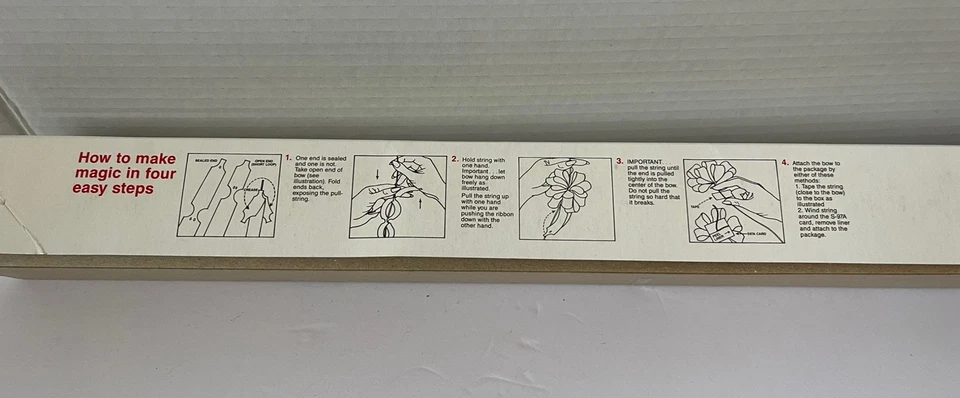 How to make
magic in four
easy steps
SEALED END
OPEN END
(SHORT LOOP)
1. One end is sealed
and one is not.
Take open end of
bow (see
illustration). Fold
ends back,
exposing the pull-
string.
2. Hold string with
one hand.
Important. . .let
bow hang down
freely as
illustrated.
Pull the string up
with one hand
while you are
pushing the ribbon
down with the
other hand.
3. IMPORTANT. . .
pull the string until
the end is pulled
tightly into the
center of the bow.
Do not pull the
string so hard that
it breaks.
TAPE
S-97A CARD
4. Attach the bow to
the package by
either of these
methods:
1. Tape the string
(close to the bow)
to the box as
illustrated
2. Wind string
around the S-97A
card, remove liner
and attach to the
package.